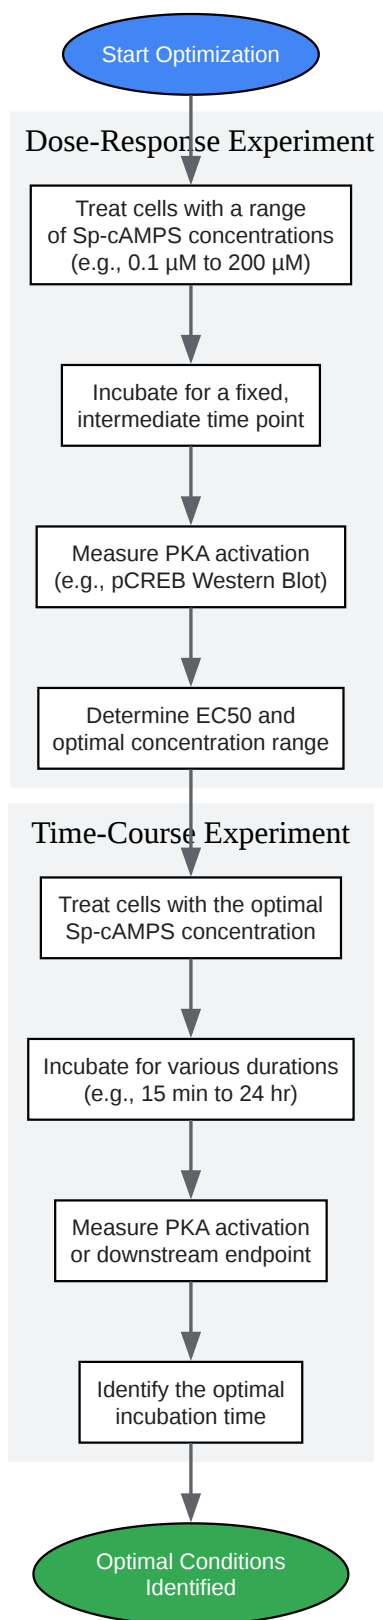 Start Optimization
Dose-Response Experiment
Treat cells with a range
of Sp-cAMPS concentrations
(e.g., 0.1 µM to 200 µM)
Incubate for a fixed,
intermediate time point
Measure PKA activation
(e.g., pCREB Western Blot)
Determine EC50 and
optimal concentration range
Time-Course Experiment
Treat cells with the optimal
Sp-cAMPS concentration
Incubate for various durations
(e.g., 15 min to 24 hr)
Measure PKA activation
or downstream endpoint
Identify the optimal
incubation time
Optimal Conditions
Identified